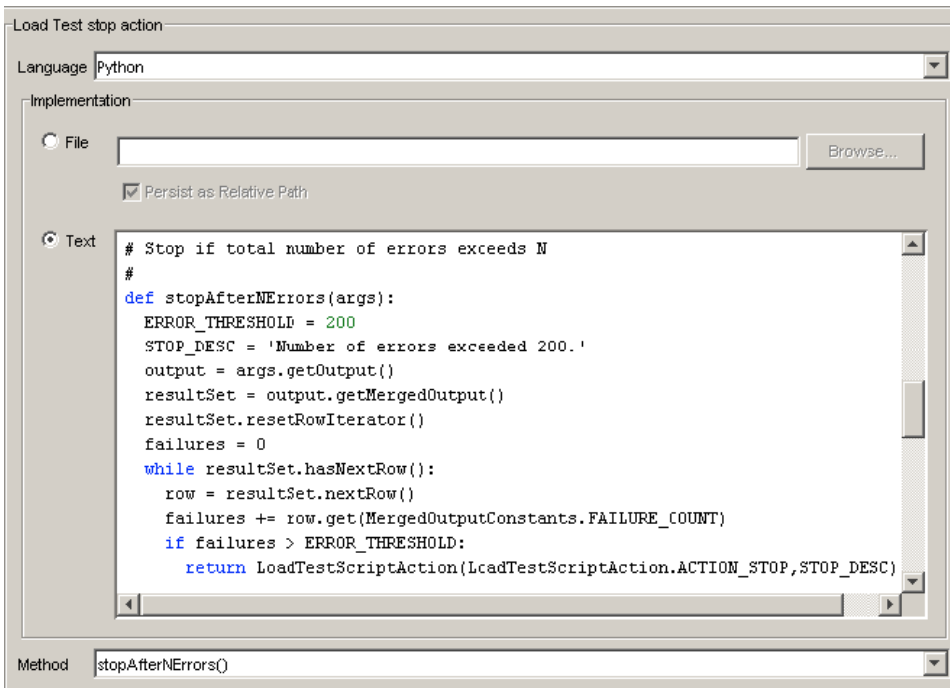 Load Test stop action
Language Python
Implementation
File
Browse...
Persist as Relative Path
Text
# Stop if total number of errors exceeds N
#
def stopAfterNErrors(args):
  ERROR_THRESHOLD = 200
  STOP_DESC = 'Number of errors exceeded 200.'
  output = args.getOutput()
  resultSet = output.getMergedOutput()
  resultSet.resetRowIterator()
  failures = 0
  while resultSet.hasNextRow():
    row = resultSet.nextRow()
    failures += row.get(MergedOutputConstants.FAILURE_COUNT)
    if failures > ERROR_THRESHOLD:
      return LoadTestScriptAction(LoadTestScriptAction.ACTION_STOP,STOP_DESC)
Method stopAfterNErrors()